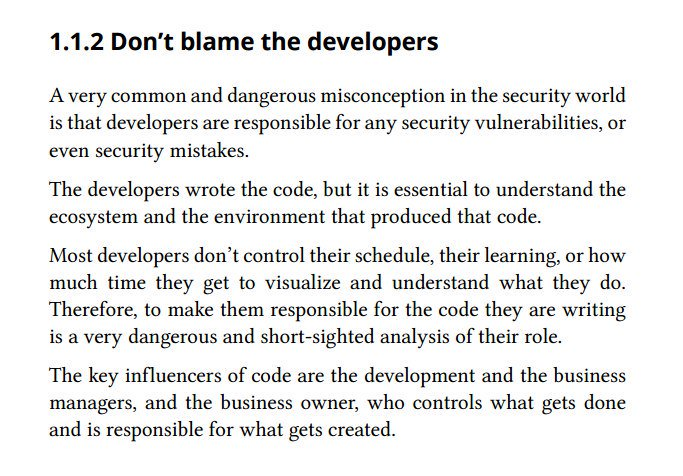 1.1.2 Don’t blame the developers
A very common and dangerous misconception in the security world
is that developers are responsible for any security vulnerabilities, or
even security mistakes.
The developers wrote the code, but it is essential to understand the
ecosystem and the environment that produced that code.
Most developers don’t control their schedule, their learning, or how
much time they get to visualize and understand what they do.
Therefore, to make them responsible for the code they are writing
is a very dangerous and short-sighted analysis of their role.
The key influencers of code are the development and the business
managers, and the business owner, who controls what gets done
and is responsible for what gets created.